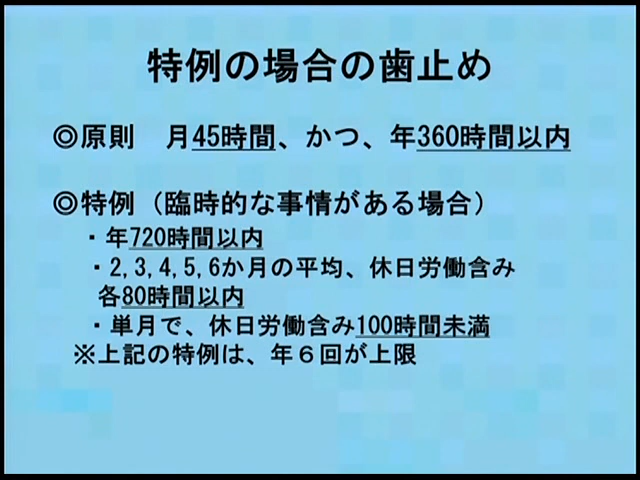 特例の場合の歯止め
◎原則　月45時間、かつ、年360時間以内
◎特例（臨時的な事情がある場合）
・年720時間以内
・2,3,4,5,6か月の平均、休日労働含み
各80時間以内
・単月で、休日労働含み100時間未満
※上記の特例は、年６回が上限